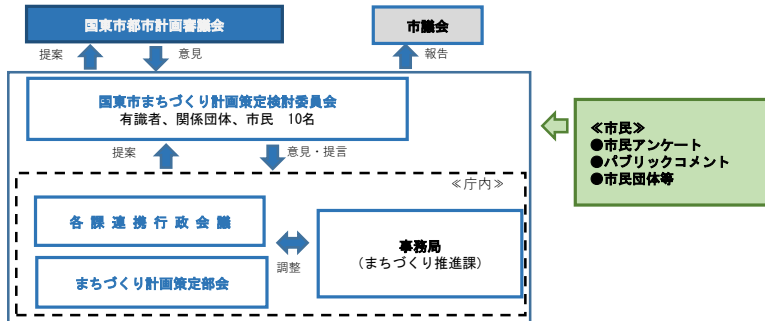 国東市都市計画審議会
市議会
提案
意見
報告
国東市まちづくり計画策定検討委員会
有識者、関係団体、市民　10名
提案
意見・提言
≪庁内≫
各課連携行政会議
まちづくり計画策定部会
調整
事務局
（まちづくり推進課）
≪市民≫
●市民アンケート
●パブリックコメント
●市民団体等